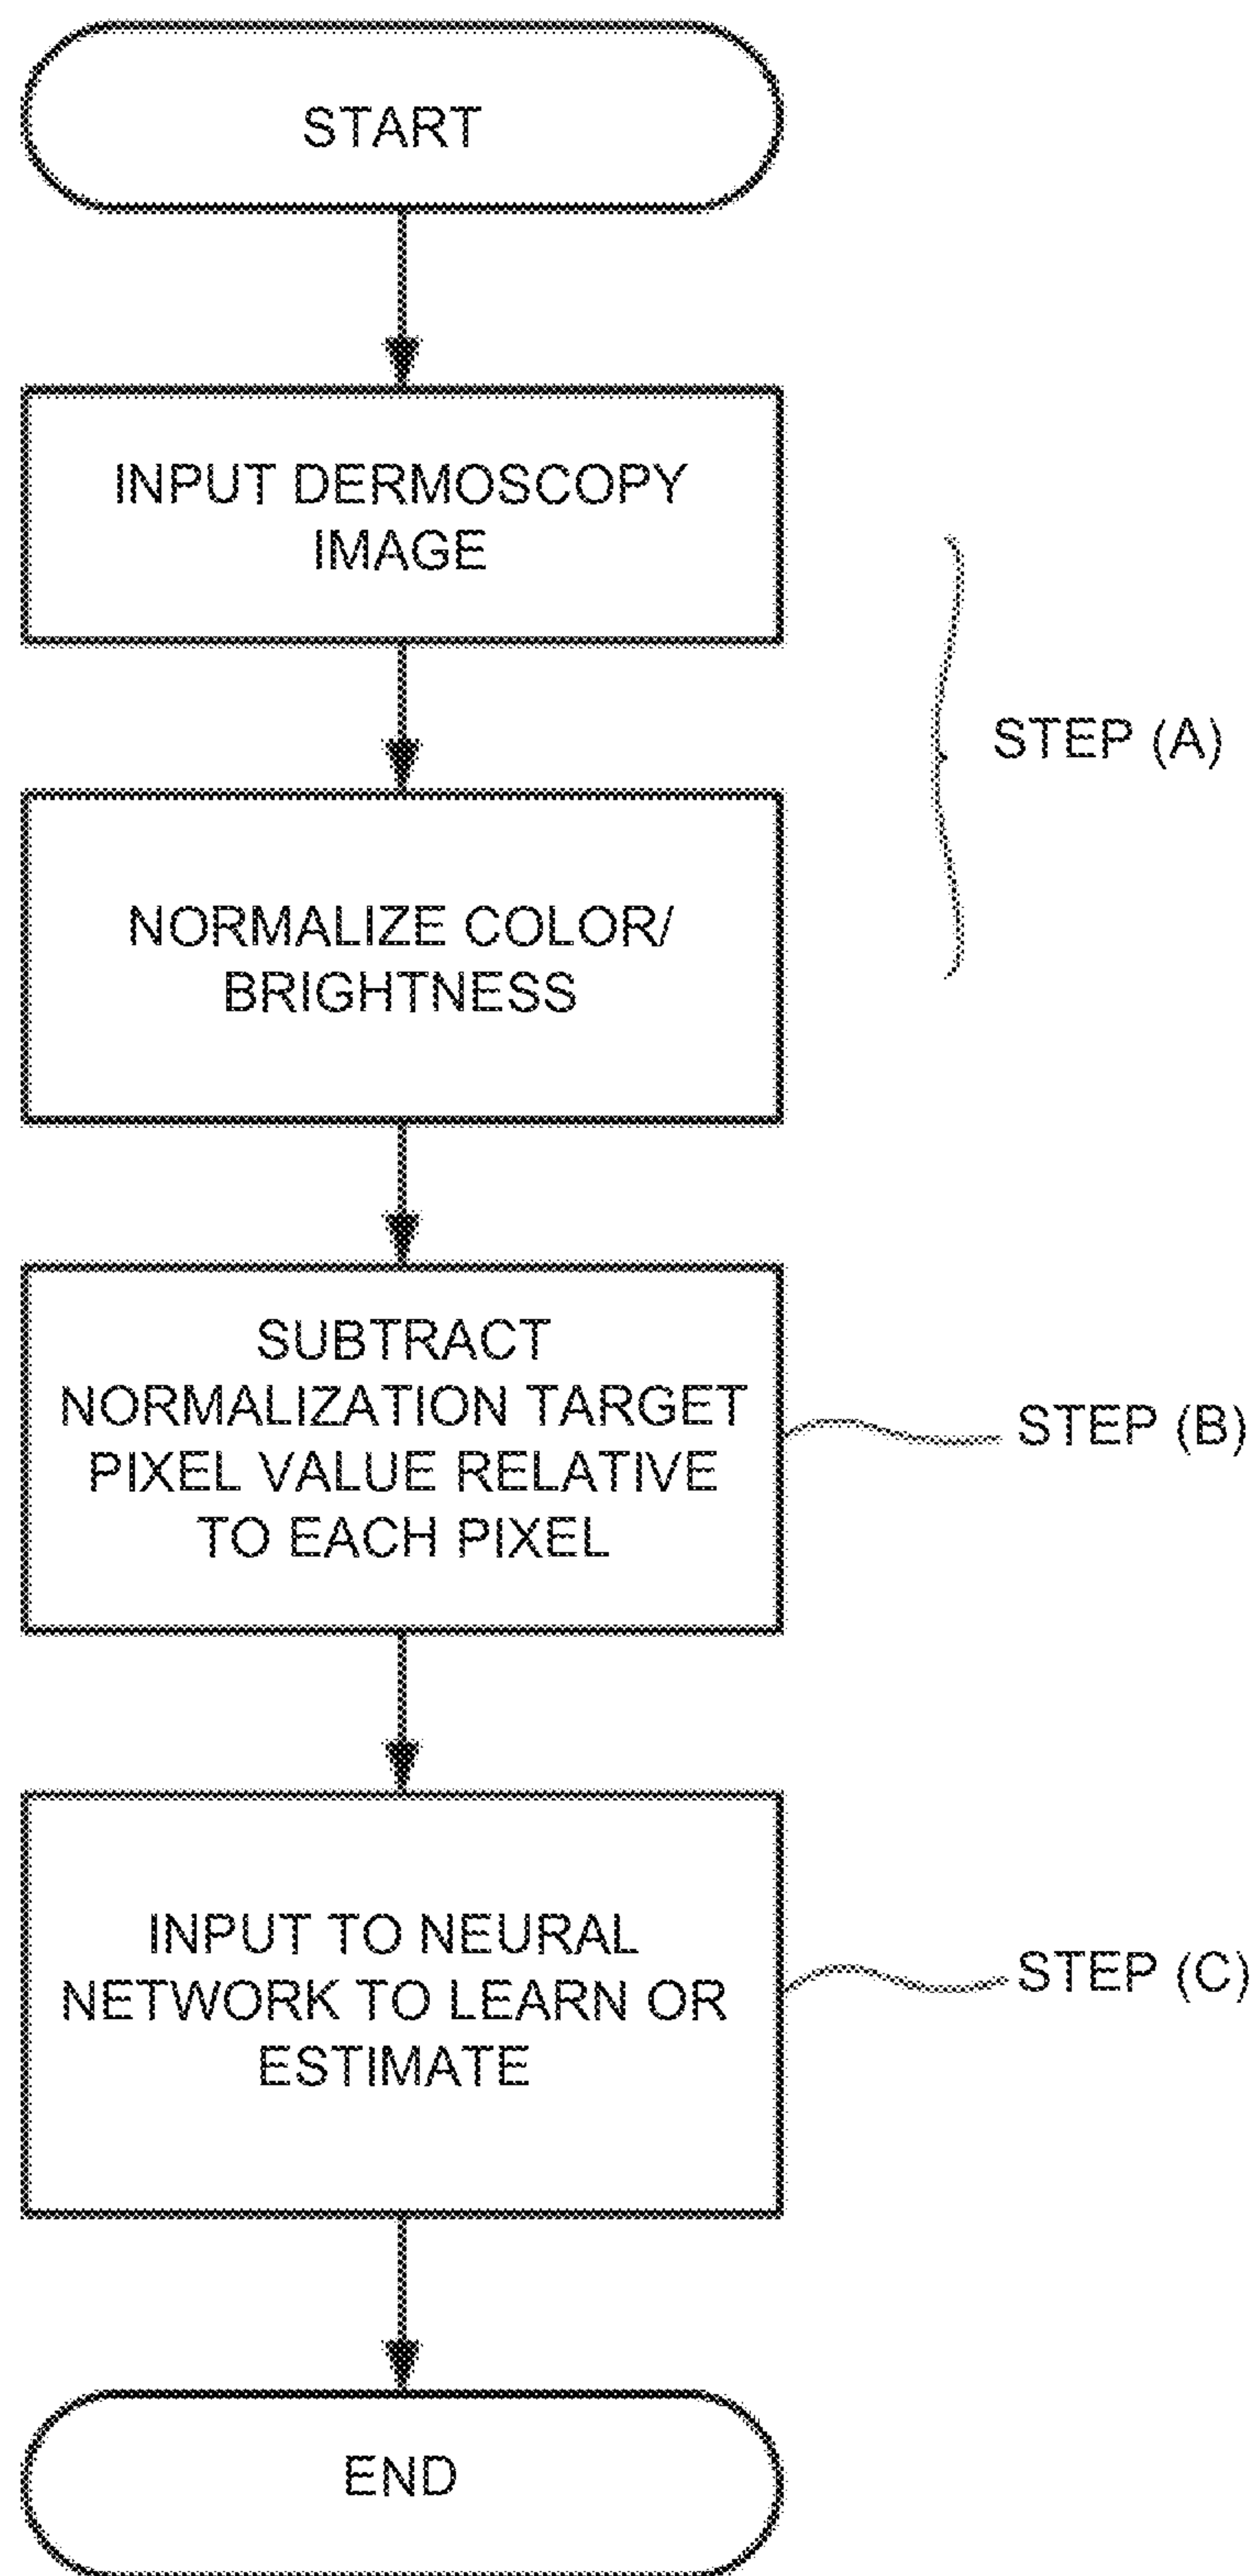 START
INPUT DERMOSCOPY
IMAGE
STEP (A)
NORMALIZE COLOR/
BRIGHTNESS
SUBTRACT
NORMALIZATION TARGET
PIXEL VALUE RELATIVE
TO EACH PIXEL
STEP (B)
INPUT TO NEURAL
NETWORK TO LEARN OR
ESTIMATE
STEP (C)
END